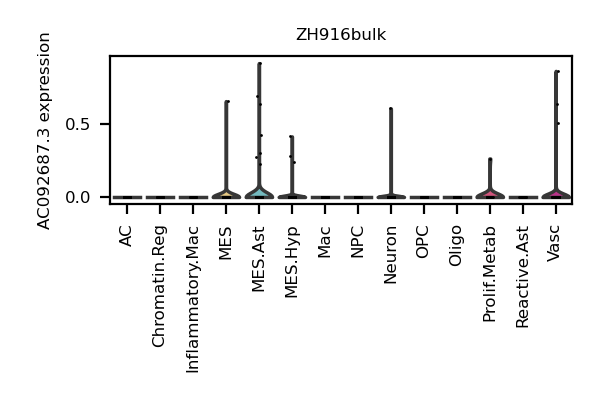 ZH916bulk
AC092687.3 expression
0.5
0.0
AC
Chromatin.Reg
Inflammatory.Mac
MES
MES.Ast
MES.Hyp
Mac
NPC
Neuron
OPC
Oligo
Prolif.Metab
Reactive.Ast
Vasc